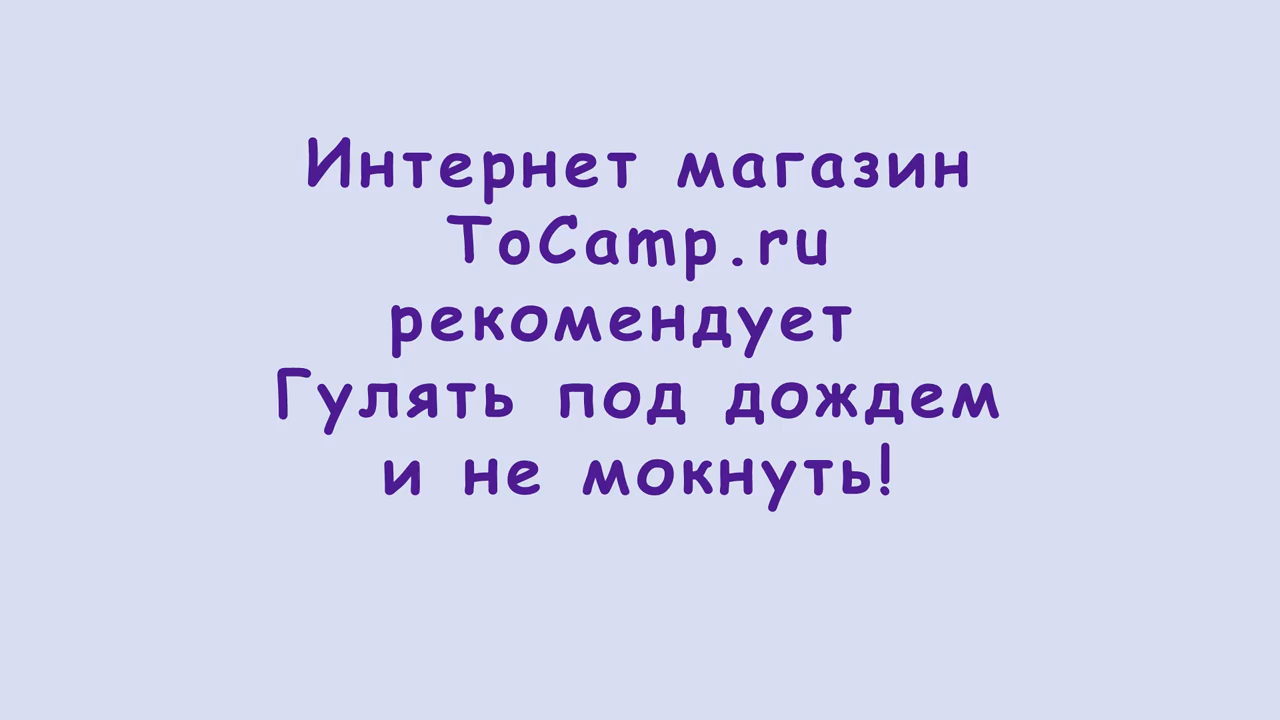 Интернет магазин
ToCamp.ru
рекомендует
Гулять под дождем
и не мокнуть!